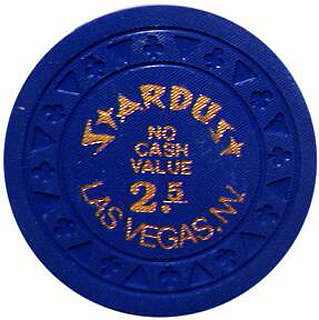 STARDUST
NO
CASH
VALUE
2.5
LAS VEGAS, NV.